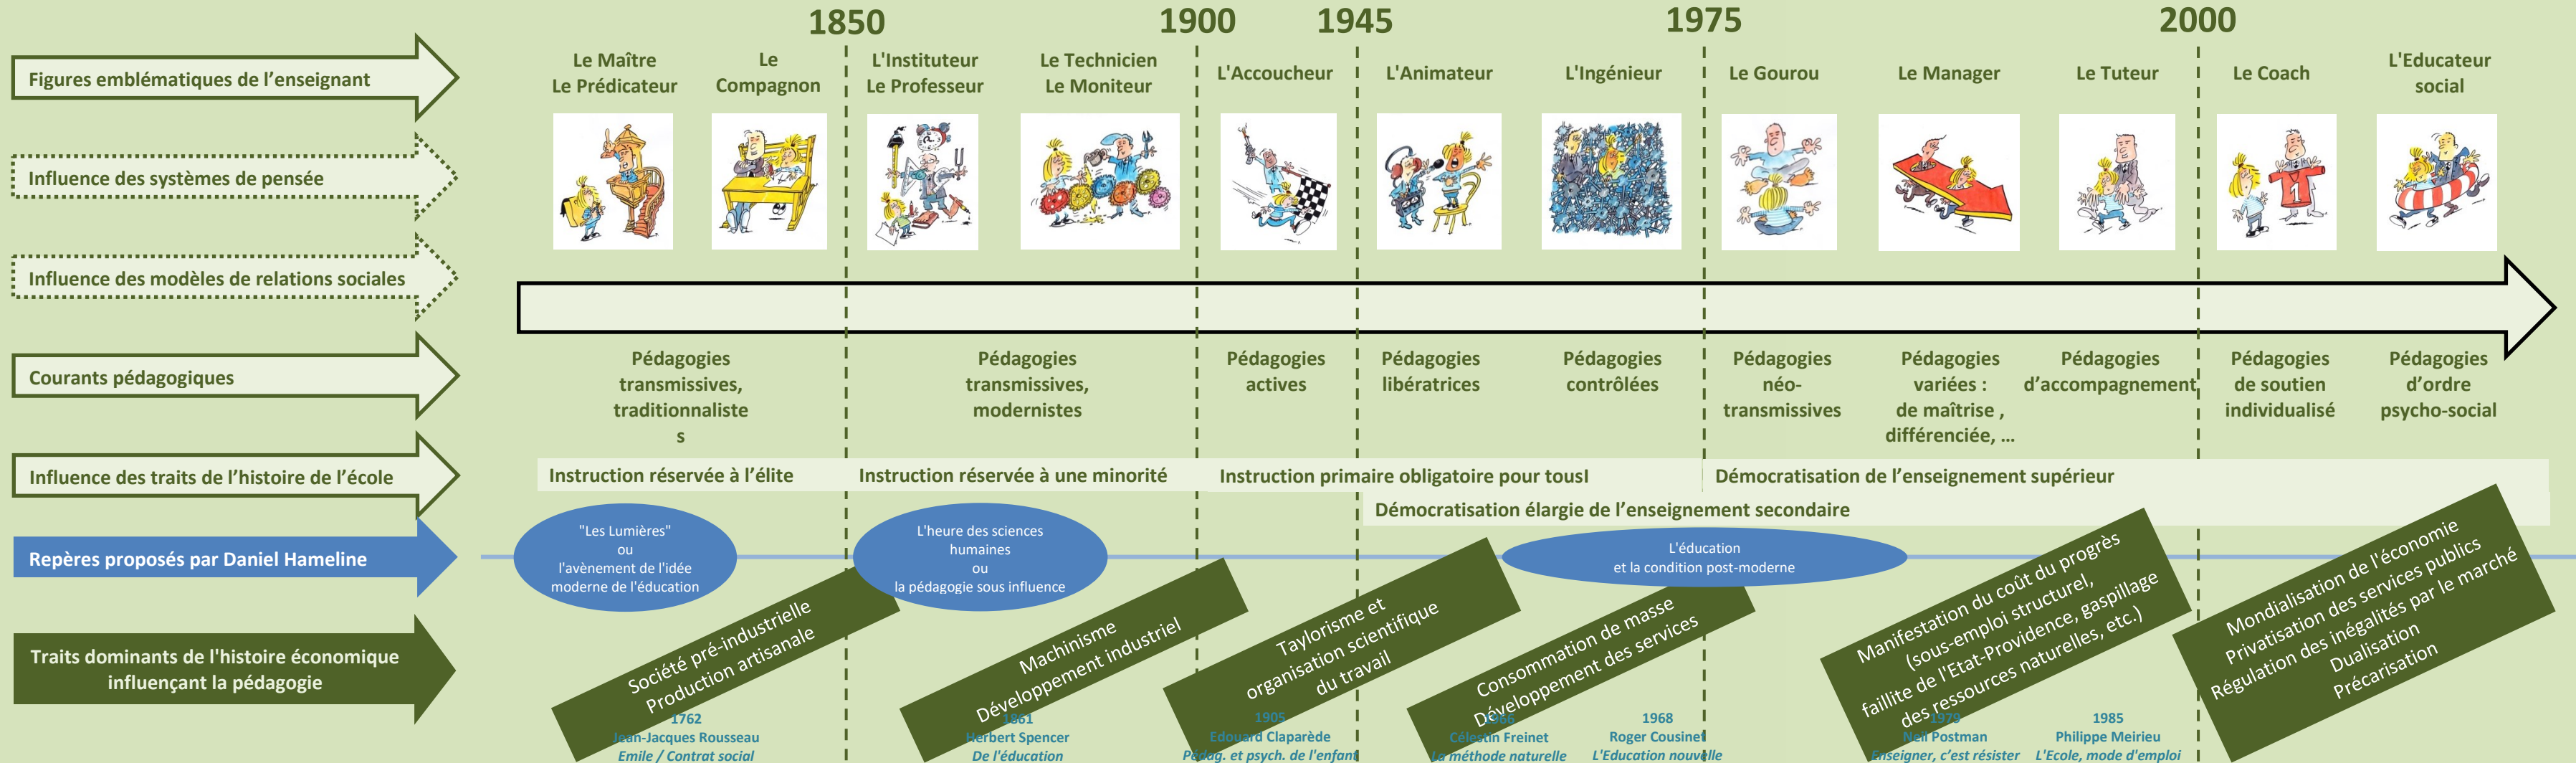 1850
1900
1945
1975
2000
Figures emblématiques de l’enseignant
Le Maître
Le Prédicateur
Le
Compagnon
L'Instituteur
Le Professeur
Le Technicien
Le Moniteur
L'Accoucheur
L'Animateur
L'Ingénieur
Le Gourou
Le Manager
Le Tuteur
Le Coach
L'Educateur
social
1
Influence des systèmes de pensée
Influence des modèles de relations sociales
Courants pédagogiques
Pédagogies
transmissives,
traditionnaliste
s
Pédagogies
transmissives,
modernistes
Pédagogies
actives
Pédagogies
libératrices
Pédagogies
contrôlées
Pédagogies
néo-
transmissives
Pédagogies
variées :
de maîtrise ,
différenciée, ...
Pédagogies
d’accompagnement
Pédagogies
de soutien
individualisé
Pédagogies
d’ordre
psycho-social
Influence des traits de l’histoire de l’école
Instruction réservée à l’élite
Instruction réservée à une minorité
Instruction primaire obligatoire pour tousI
Démocratisation de l’enseignement supérieur
Démocratisation élargie de l’enseignement secondaire
Repères proposés par Daniel Hameline
"Les Lumières"
ou
l'avènement de l'idée
moderne de l'éducation
L'heure des sciences
humaines
ou
la pédagogie sous influence
L'éducation
et la condition post-moderne
Traits dominants de l'histoire économique
influençant la pédagogie
Société pré-industrielle
Production artisanale
Machinisme
Développement industriel
Taylorisme et
organisation scientifique
du travail
Consommation de masse
Développement des services
Manifestation du coût du progrès
(sous-emploi structurel,
faillite de l'Etat-Providence, gaspillage
des ressources naturelles, etc.)
Mondialisation de l'économie
Privatisation des services publics
Régulation des inégalités par le marché
Dualisation
Précarisation
1762
Jean-Jacques Rousseau
Emile / Contrat social
1861
Herbert Spencer
De l'éducation
1905
Edouard Claparède
Pédag. et psych. de l'enfant
1966
Célestin Freinet
La méthode naturelle
1968
Roger Cousinet
L'Education nouvelle
1979
Neil Postman
Enseigner, c’est résister
1985
Philippe Meirieu
L'Ecole, mode d'emploi